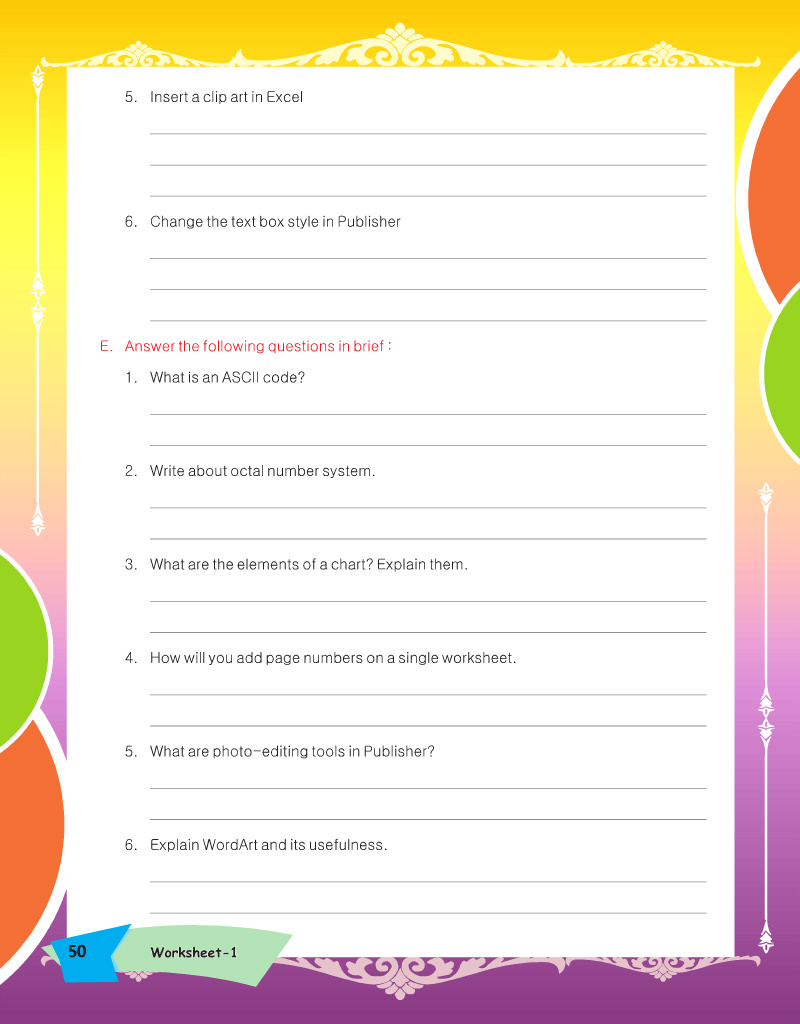 5. Insert a clip art in Excel
6. Change the text box style in Publisher
E. Answer the following questions in brief :
1. What is an ASCII code?
2. Write about octal number system.
3. What are the elements of a chart? Explain them.
4. How will you add page numbers on a single worksheet.
5. What are photo-editing tools in Publisher?
6. Explain WordArt and its usefulness.
50 Worksheet-1